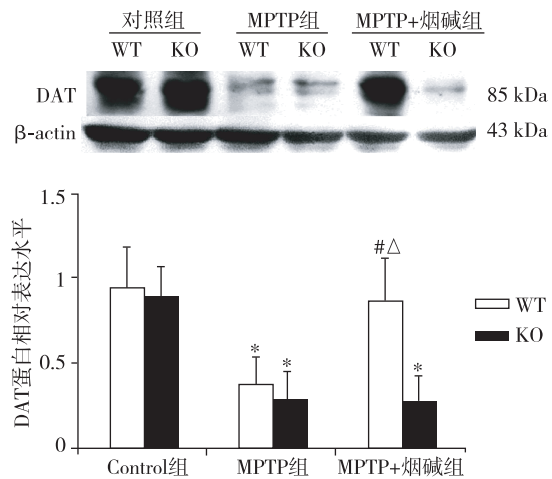 对照组 MPTP组 MPTP+烟碱组
WT KO WT KO WT KO
DAT 85 kDa
β-actin 43 kDa
DAT蛋白相对表达水平
1.5
1
0.5
0
#△
* * *
WT
KO
Control组 MPTP组 MPTP+烟碱组